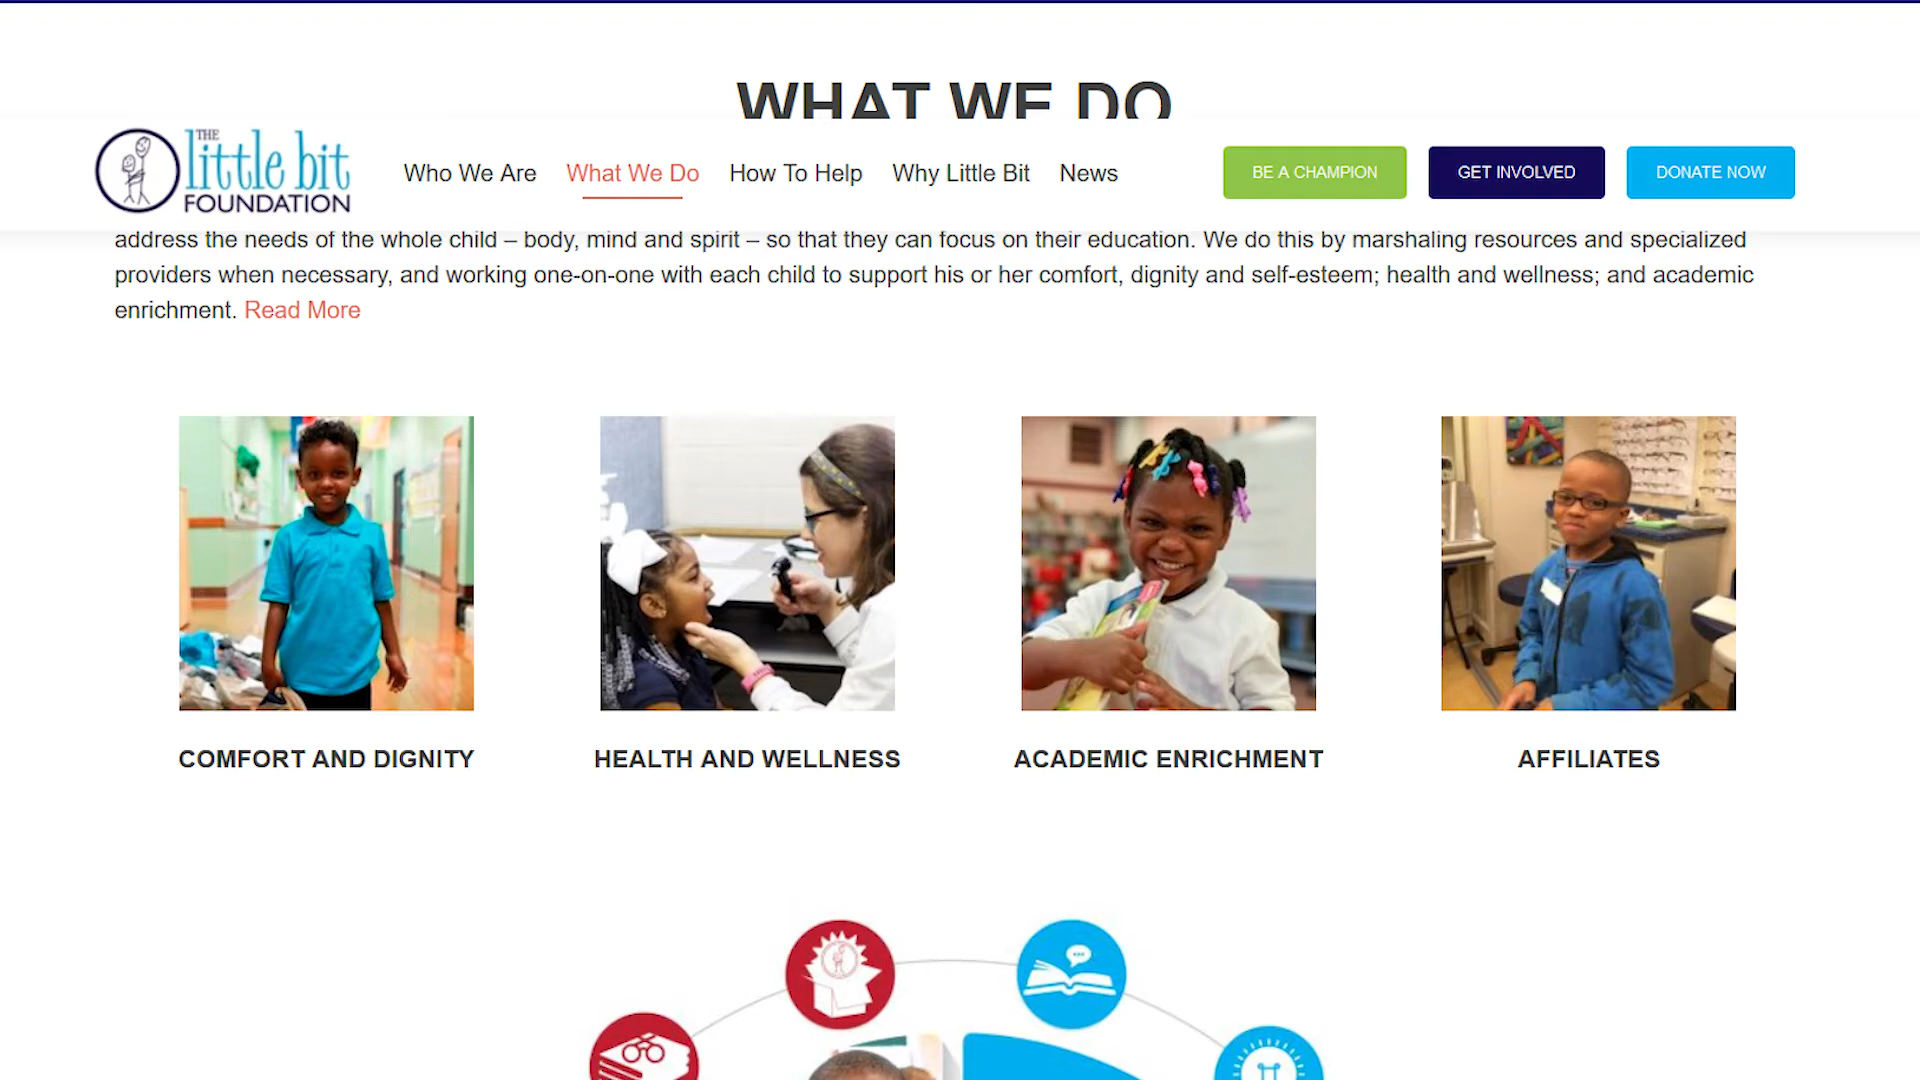 WHAT WE DO
THE
little bit
FOUNDATION
Who We Are
What We Do
How To Help
Why Little Bit
News
BE A CHAMPION
GET INVOLVED
DONATE NOW
address the needs of the whole child – body, mind and spirit – so that they can focus on their education. We do this by marshaling resources and specialized
providers when necessary, and working one-on-one with each child to support his or her comfort, dignity and self-esteem; health and wellness; and academic
enrichment. Read More
COMFORT AND DIGNITY
HEALTH AND WELLNESS
ACADEMIC ENRICHMENT
AFFILIATES